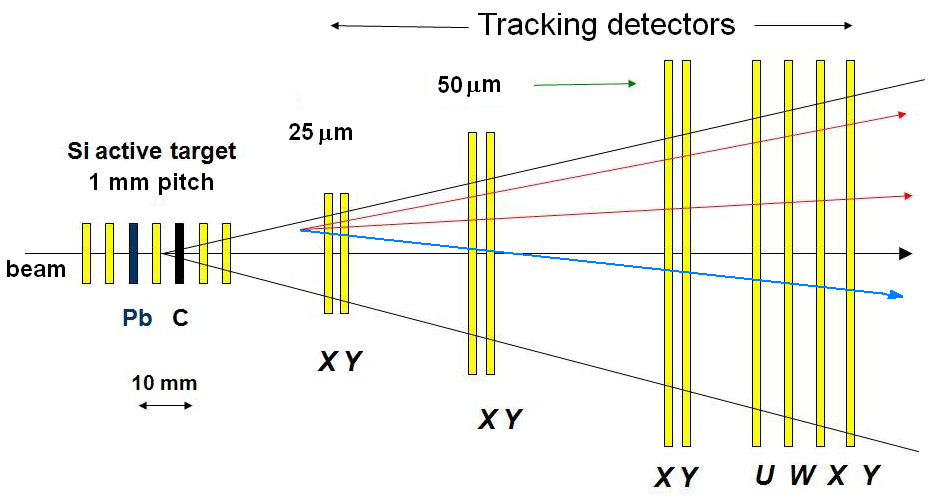 Tracking detectors
50 μm
25 μm
Si active target
1 mm pitch
beam
Pb C
X Y
10 mm
X Y
X Y U W X Y